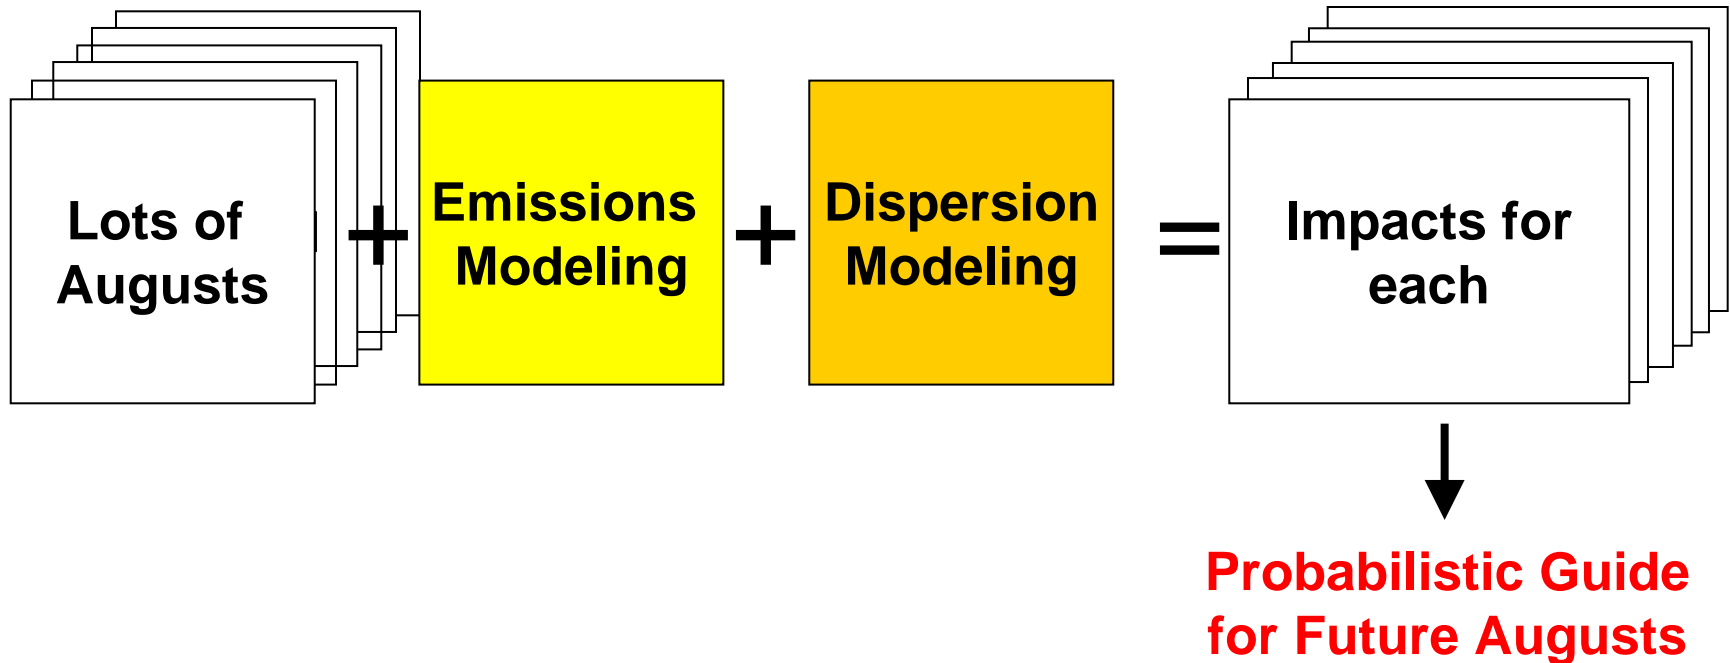 Lots of
Augusts
+
Emissions
Modeling
+
Dispersion
Modeling
=
Impacts for
each
Probabilistic Guide
for Future Augusts